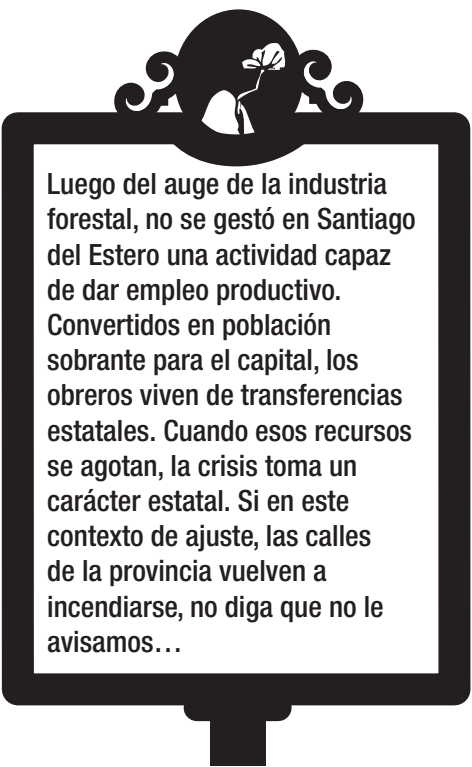 Luego del auge de la industria
forestal, no se gestó en Santiago
del Estero una actividad capaz
de dar empleo productivo.
Convertidos en población
sobrante para el capital, los
obreros viven de transferencias
estatales. Cuando esos recursos
se agotan, la crisis toma un
carácter estatal. Si en este
contexto de ajuste, las calles
de la provincia vuelven a
incendiarse, no diga que no le
avisamos…